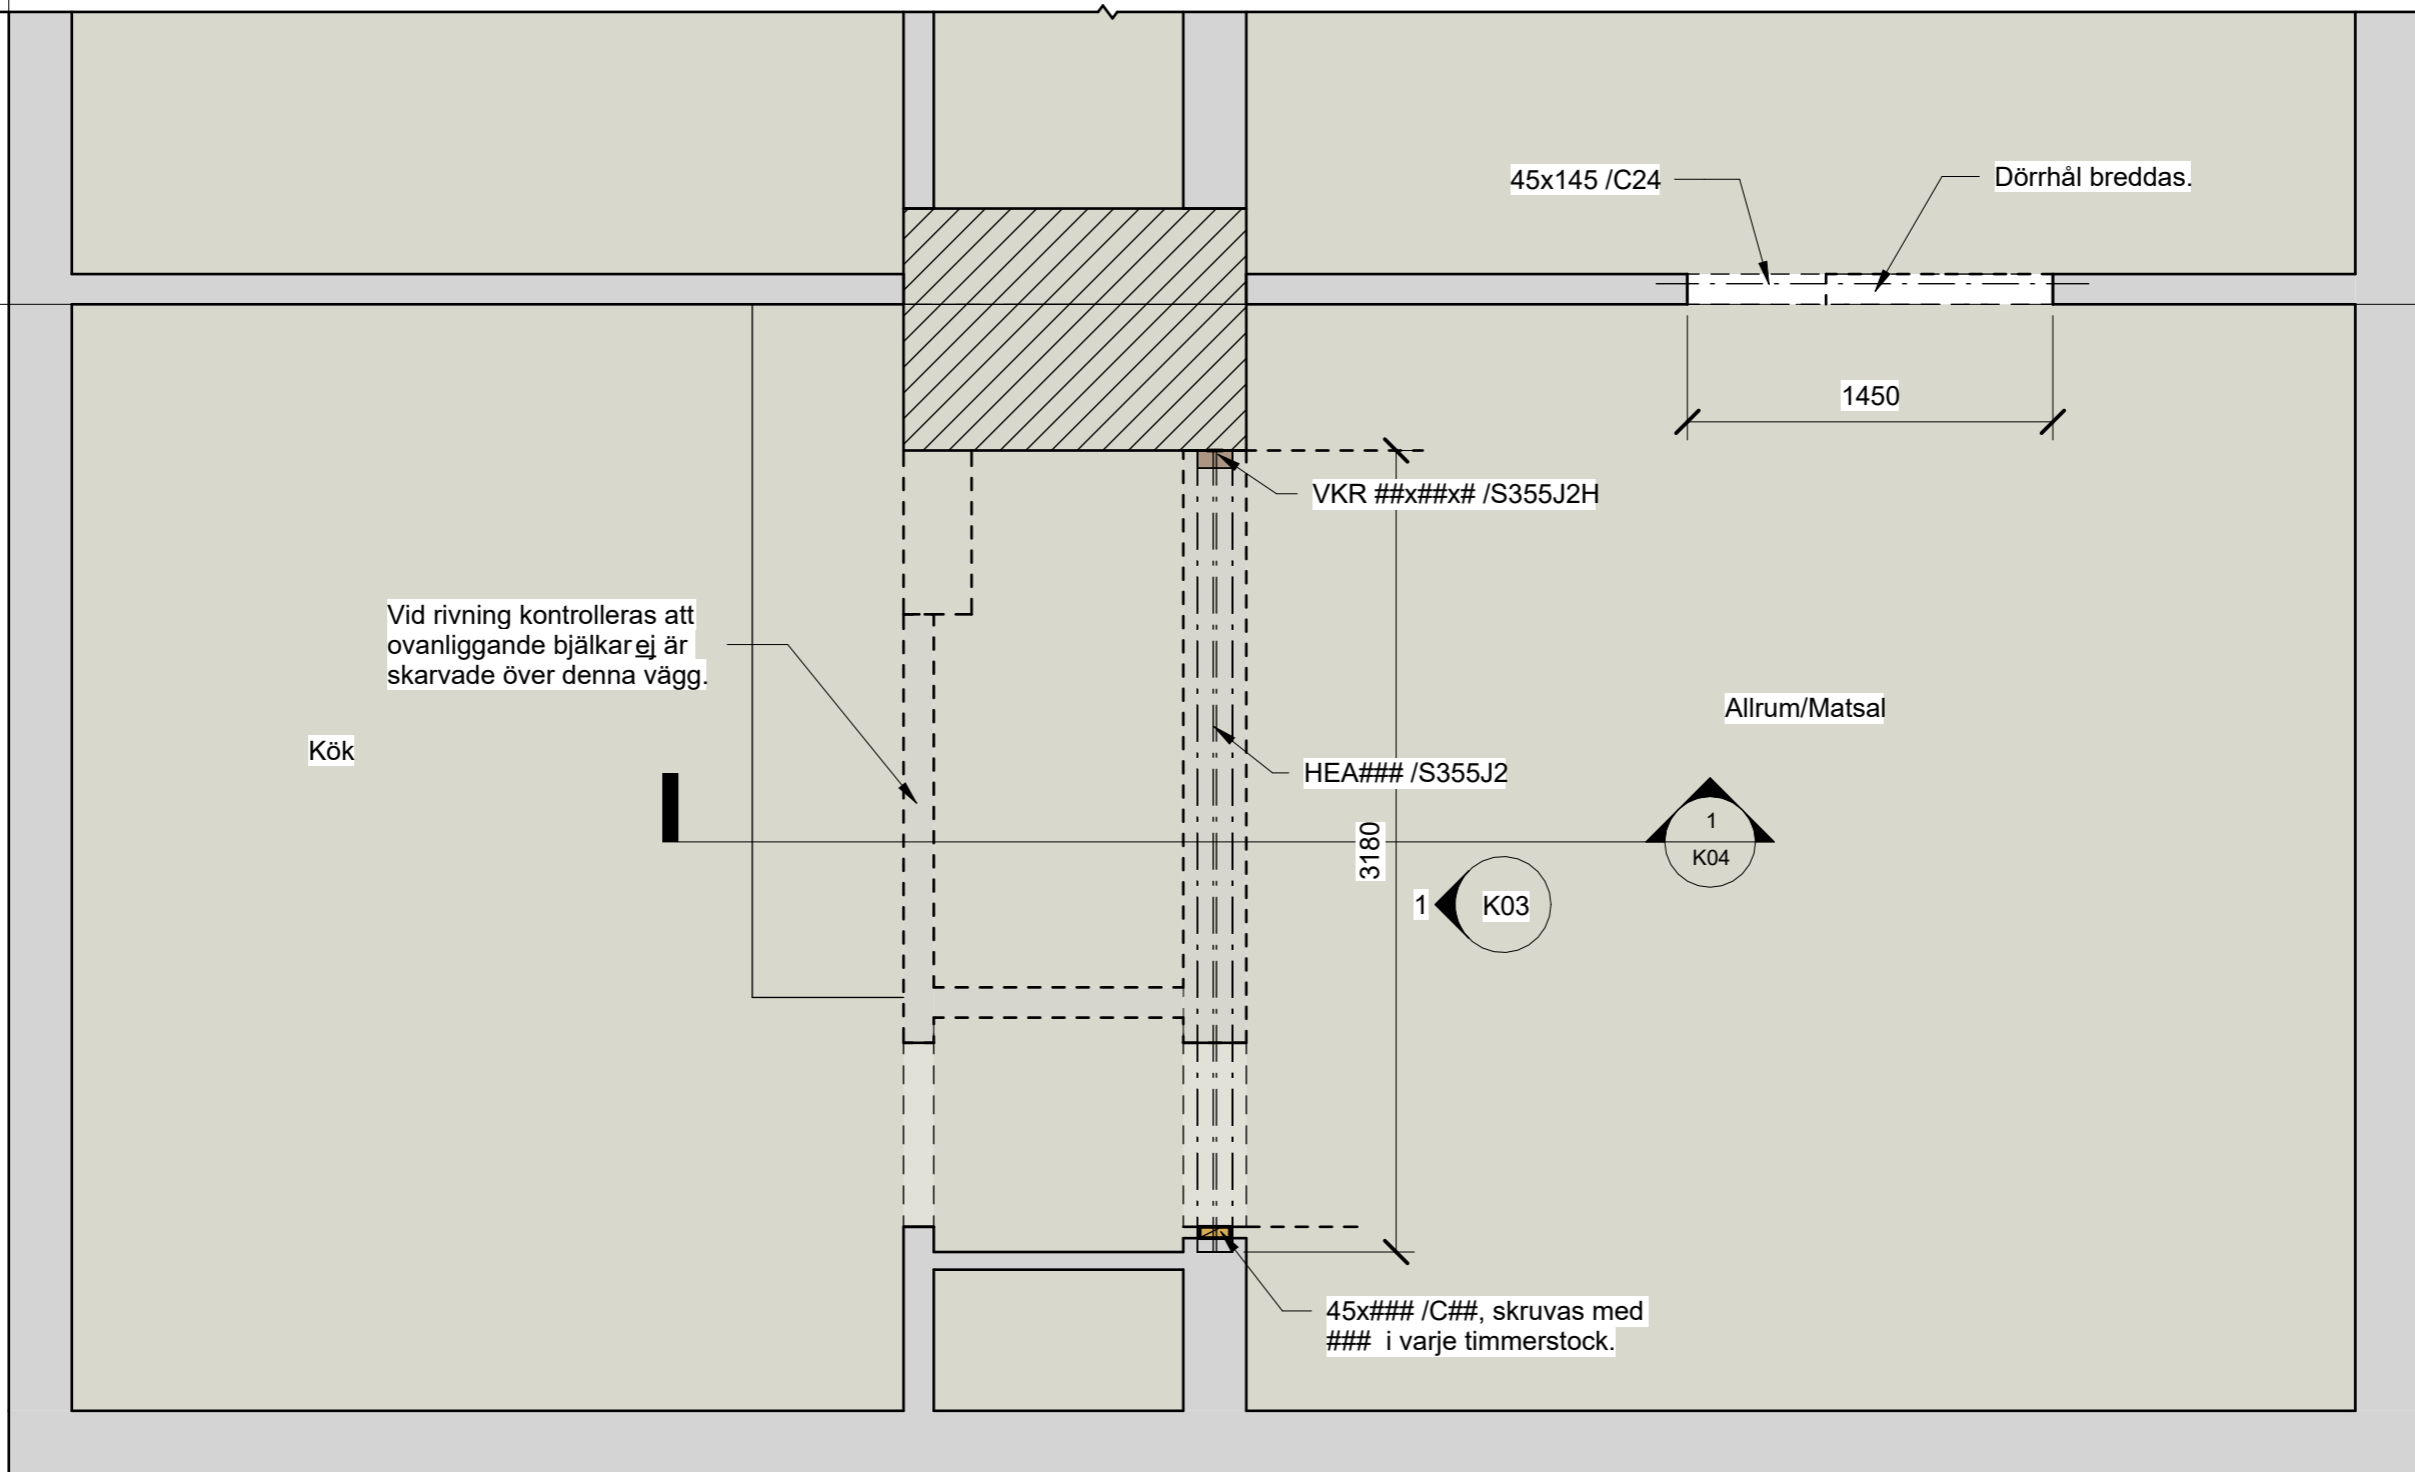 45x145 /C24
Dörrhål breddas.
1450
VKR ##x##x# /S355J2H
Vid rivning kontrolleras att
ovanliggande bjälkar ej är
skarvade över denna vägg.
Allrum/Matsal
Kök
HEA### /S355J2
3180
1
K04
1
K03
45x### /C##, skruvas med
### i varje timmerstock.